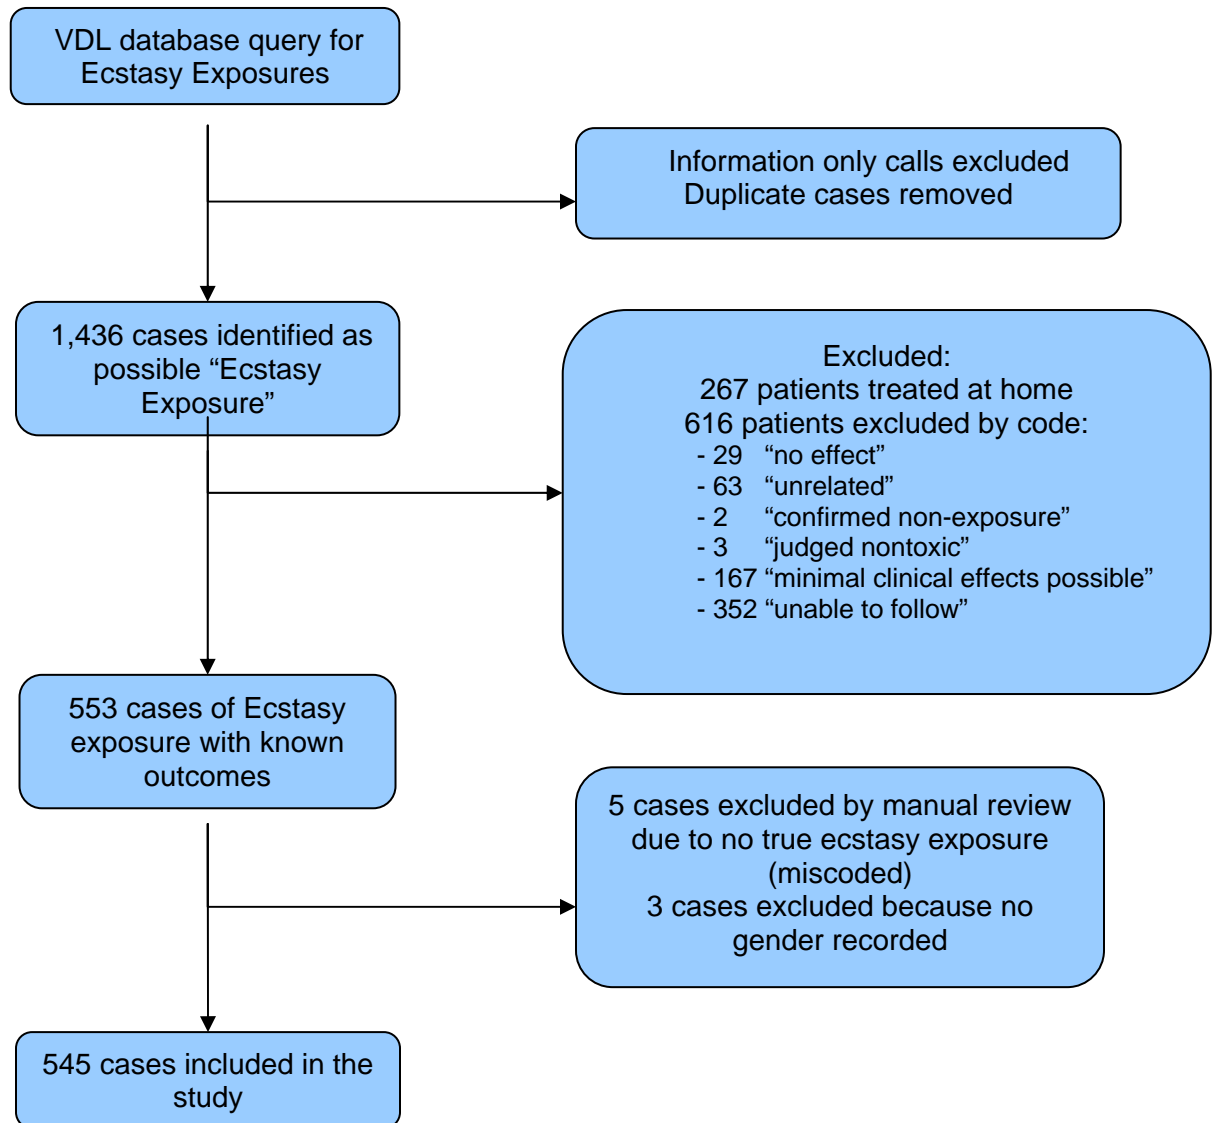 VDL database query for
Ecstasy Exposures
Information only calls excluded
Duplicate cases removed
1,436 cases identified as
possible “Ecstasy
Exposure”
Excluded:
267 patients treated at home
616 patients excluded by code:
- 29 “no effect”
- 63 “unrelated”
- 2 “confirmed non-exposure”
- 3 “judged nontoxic”
- 167 “minimal clinical effects possible”
- 352 “unable to follow”
553 cases of Ecstasy
exposure with known
outcomes
5 cases excluded by manual review
due to no true ecstasy exposure
(miscoded)
3 cases excluded because no
gender recorded
545 cases included in the
study